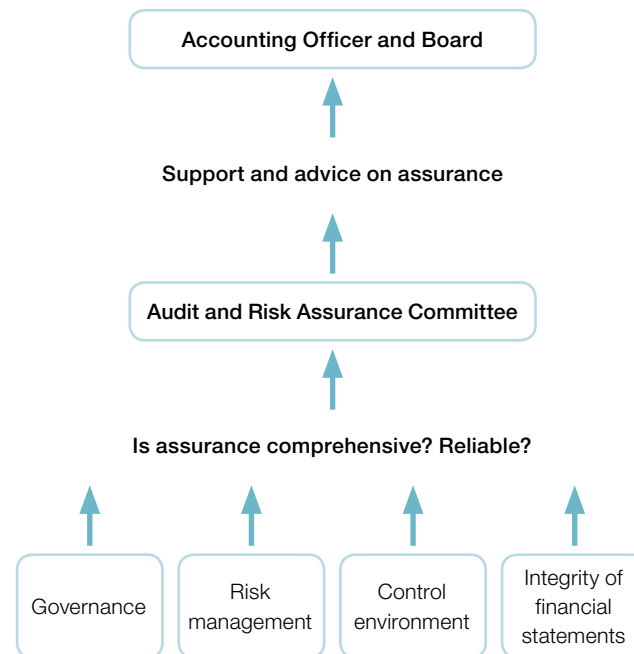 Accounting Officer and Board
Support and advice on assurance
Audit and Risk Assurance Committee
Is assurance comprehensive? Reliable?
Governance
Risk
management
Control
environment
Integrity of
financial
statements